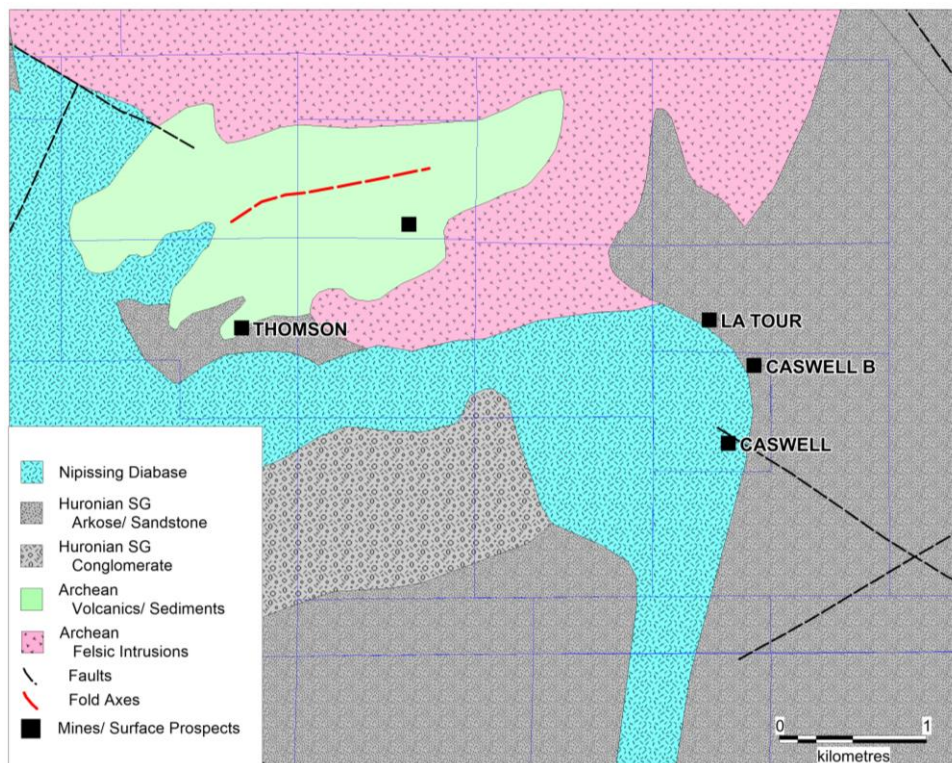 THOMSON
LA TOUR
CASWELL B
CASWELL
Nipissing Diabase
Huronian SG
Arkose/ Sandstone
Huronian SG
Conglomerate
Archean
Volcanics/ Sediments
Archean
Felsic Intrusions
Faults
Fold Axes
Mines/ Surface Prospects
0 1
kilometres